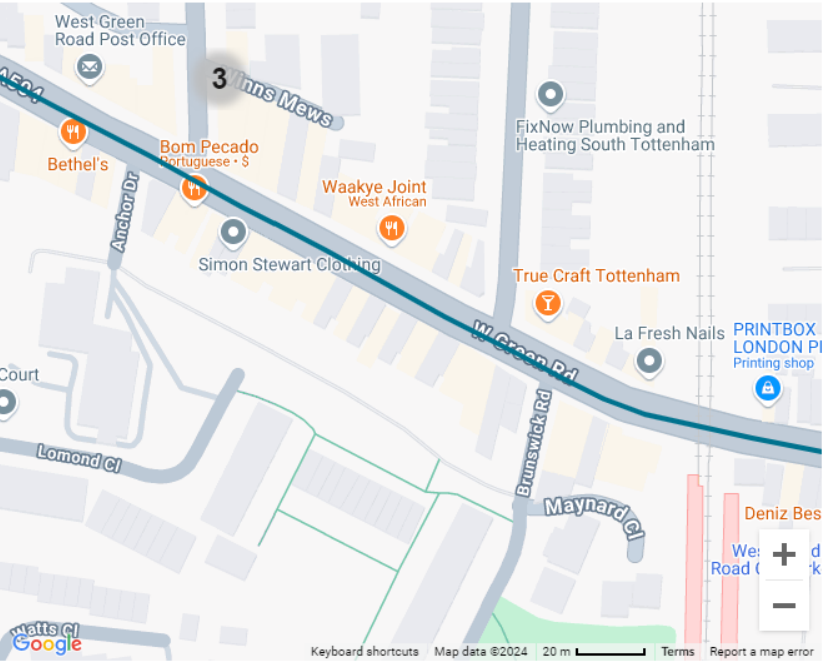 West Green
Road Post Office
A504
3
Winns Mews
FixNow Plumbing and
Heating South Tottenham
Bethel's
Bom Pecado
Portuguese • $
Waakye Joint
West African
Anchor Dr
Simon Stewart Clothing
True Craft Tottenham
W Green Rd
La Fresh Nails
PRINTBOX
LONDON PI
Printing shop
Court
Brunswick Rd
Lomond Cl
Maynard Cl
Deniz Bes
Wes
d
Road
rk
+
−
Watts Cl
Google
Keyboard shortcuts
Map data ©2024
20 m
Terms
Report a map error